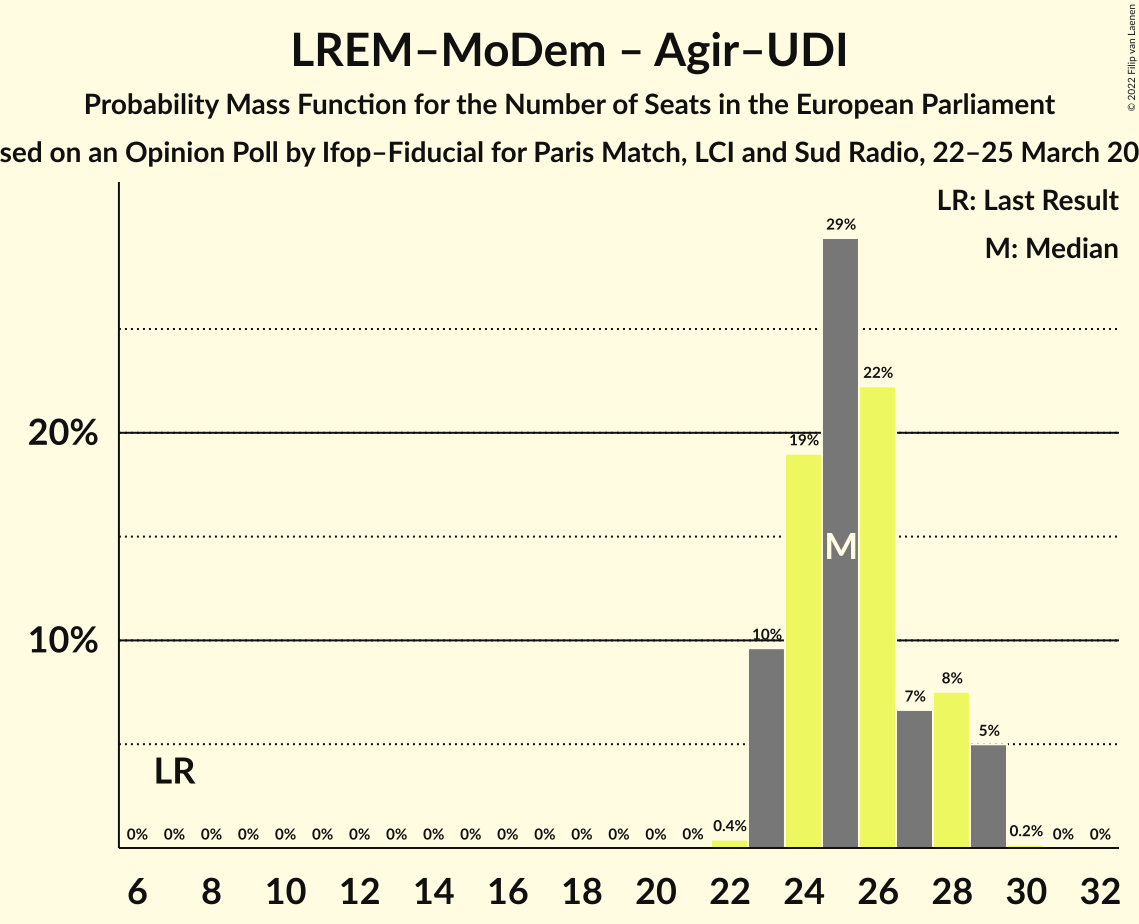 LREM–MoDem – Agir–UDI
Probability Mass Function for the Number of Seats in the European Parliament
sed on an Opinion Poll by Ifop–Fiducial for Paris Match, LCI and Sud Radio, 22–25 March 20
© 2022 Filip van Laenen
LR: Last Result
M: Median
29%
22%
20%
19%
M
10%
10%
8%
7%
5%
LR
0% 0% 0% 0% 0% 0% 0% 0% 0% 0% 0% 0% 0% 0% 0% 0% 0.4% 0.2% 0% 0%
6 8 10 12 14 16 18 20 22 24 26 28 30 32